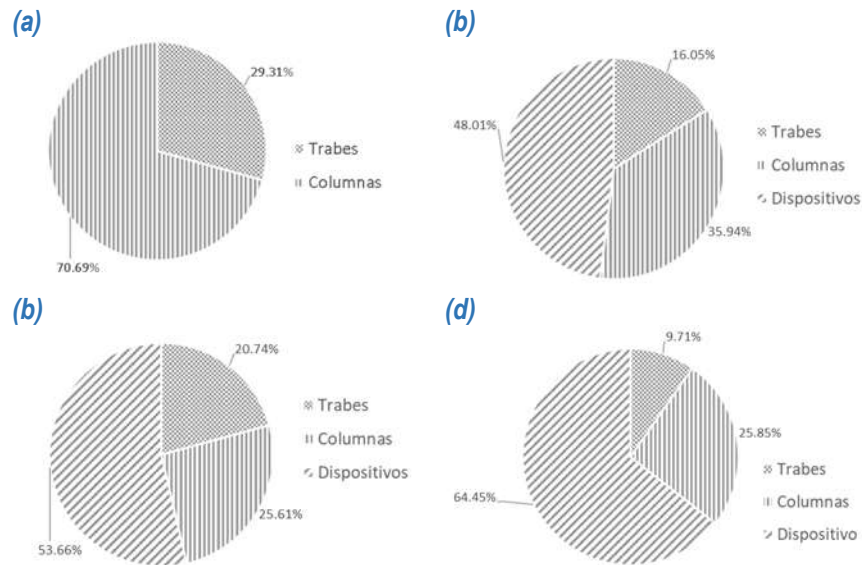 (a)
29.31%
Trabes
Columnas
70.69%
(b)
16.05%
48.01%
Trabes
Columnas
Dispositivos
35.94%
(b)
20.74%
Trabes
Columnas
Dispositivos
25.61%
53.66%
(d)
9.71%
25.85%
Trabes
64.45%
Columnas
Dispositivo